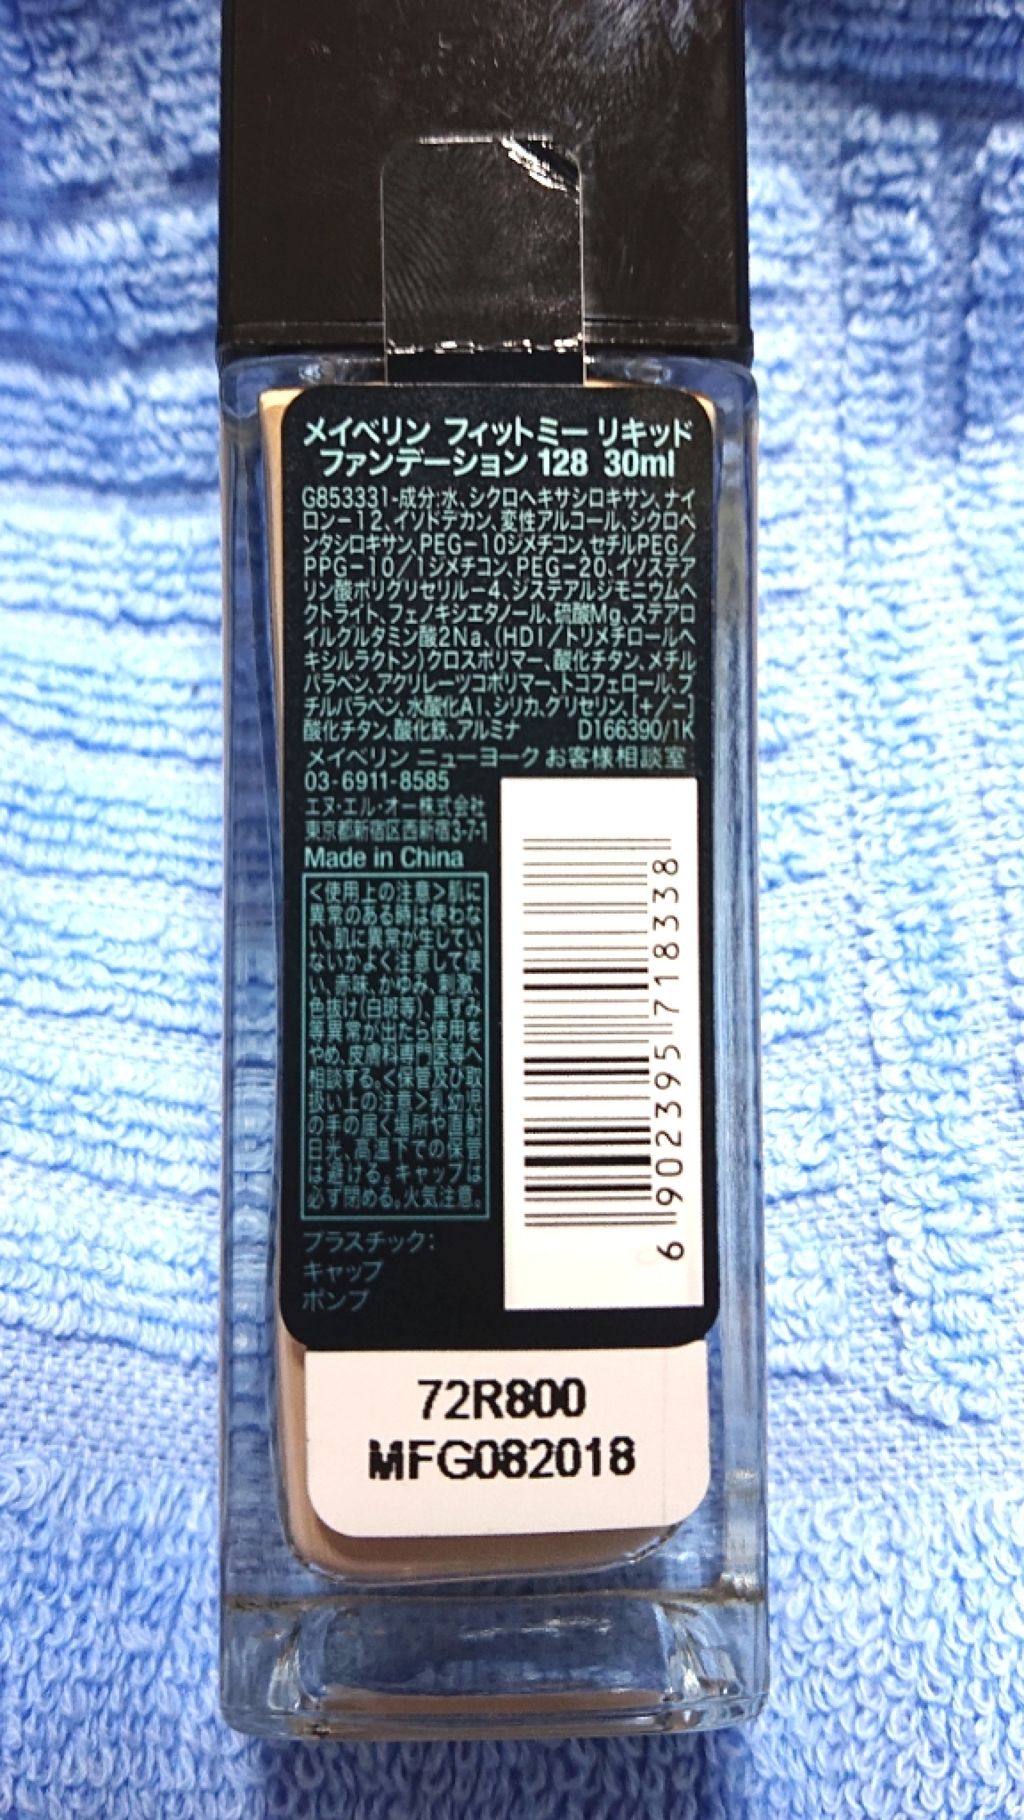 メイベリン フィットミー リキッド
ファンデーション 128 30ml
G853331-成分:水、シクロヘキサシロキサン、ナイ
ロン-12、イソドデカン、変性アルコール、シクロペ
ンタシロキサン、PEG-10ジメチコン、セチルPEG/
PPG-10/1ジメチコン、PEG-20、イソステア
リン酸ポリグリセリル-4、ジステアルジモニウムヘ
クトライト、フェノキシエタノール、硫酸Mg、ステアロ
イルグルタミン酸2Na、(HDI/トリメチロールヘ
キシルラクトン)クロスポリマー、酸化チタン、メチル
パラベン、アクリレーツコポリマー、トコフェロール、ブ
チルパラベン、水酸化Al、シリカ、グリセリン、[+/-]
酸化チタン、酸化鉄、アルミナ D166390/1K
メイベリン ニューヨーク お客様相談室
03-6911-8585
エヌ・エル・オー株式会社
東京都新宿区西新宿3-7-1
Made in China
<使用上の注意>肌に
異常のある時は使わな
い。肌に異常が生してい
ないかよく注意して使
い、赤味、かゆみ、刺激、
色抜け(白斑等)、黒ずみ
等異常が出たら使用を
やめ、皮膚科専門医等へ
相談する。<保管及び取
扱い上の注意>乳幼児
の手の届く場所や直射
日光、高温下での保管
は避ける。キャップは
必ず閉める。火気注意。
プラスチック:
キャップ
ポンプ
6 902395 718338
72R800
MFG082018